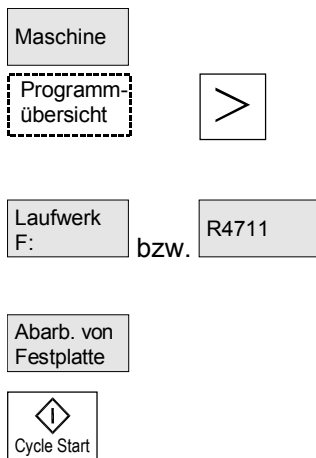 Maschine
Programm-
übersicht
>
Laufwerk
F:
bzw.
R4711
Abarb. von
Festplatte
Cycle Start